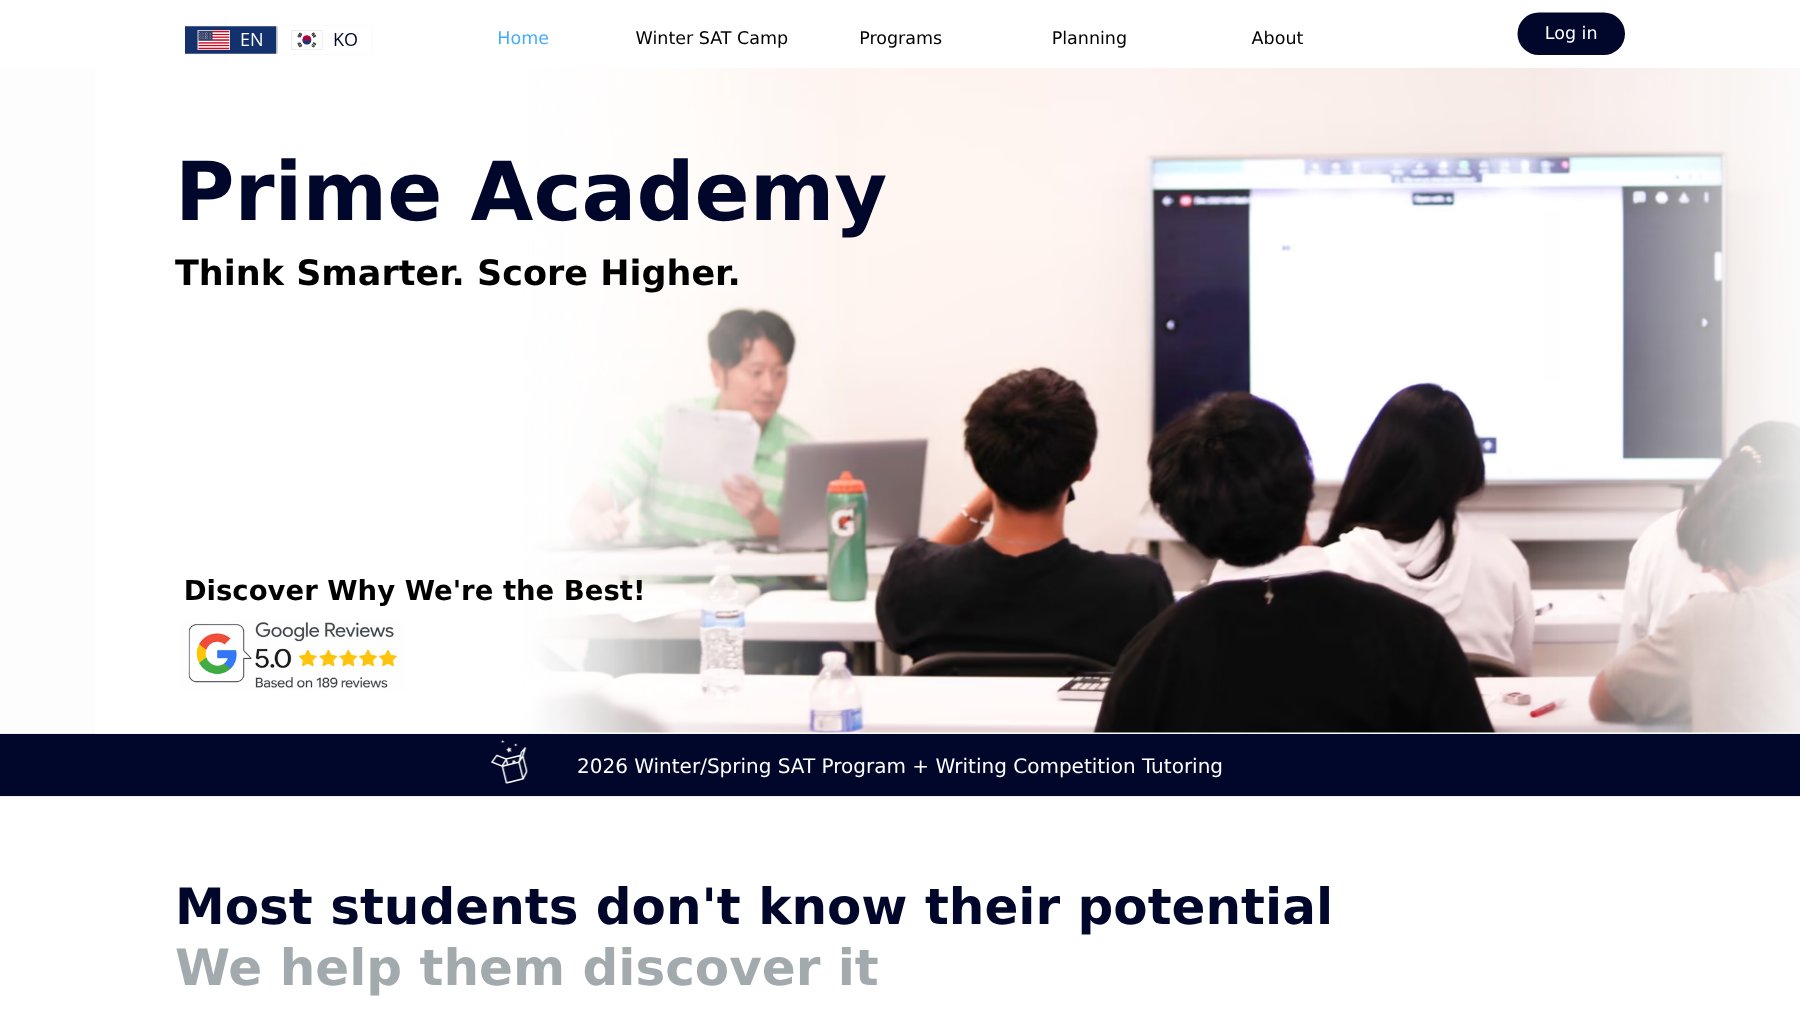 EN
KO
Home
Winter SAT Camp
Programs
Planning
About
Log in
Prime Academy
Think Smarter. Score Higher.
G
Discover Why We're the Best!
Google Reviews
5.0
Based on 189 reviews
2026 Winter/Spring SAT Program + Writing Competition Tutoring
Most students don't know their potential
We help them discover it